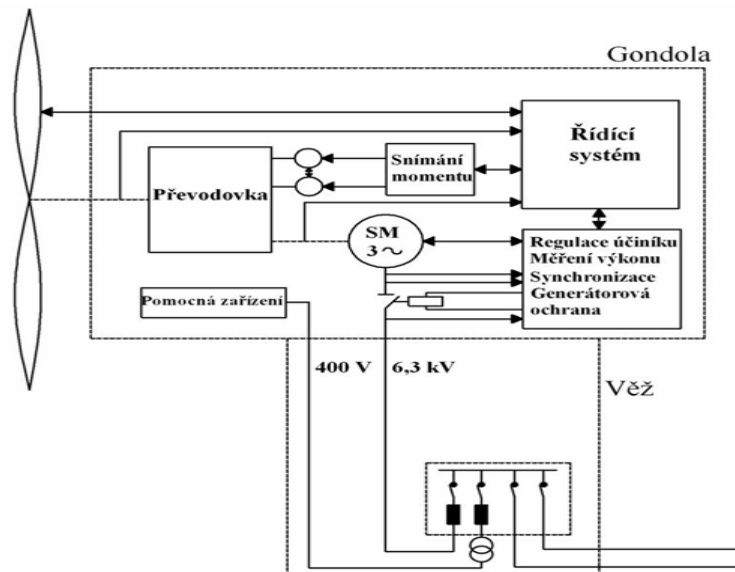 Gondola
Řídící
systém
Snímání
momentu
Převodovka
SM
3 ~
Regulace účiníku
Měření výkonu
Synchronizace
Generátorová
ochrana
Pomocná zařízení
400 V
6,3 kV
Věž